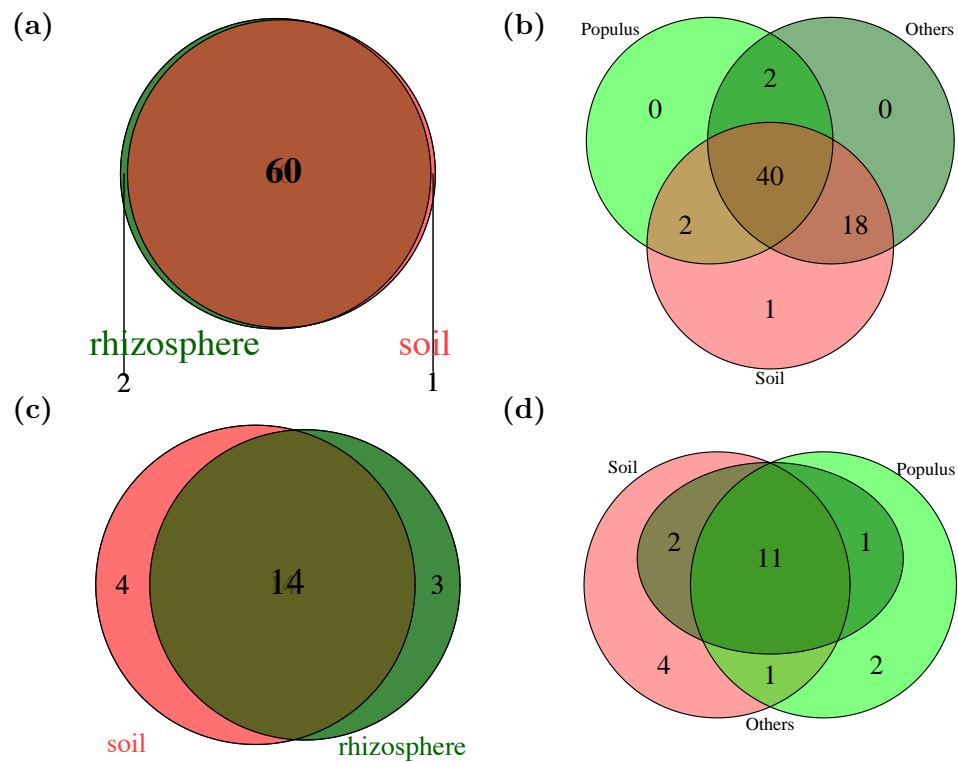 (a)
60
rhizosphere
soil
2
1
(b)
Populus
Others
2
0
0
40
2
18
1
Soil
(c)
4
14
3
soil
rhizosphere
(d)
Soil
Populus
2
11
1
4
1
2
Others